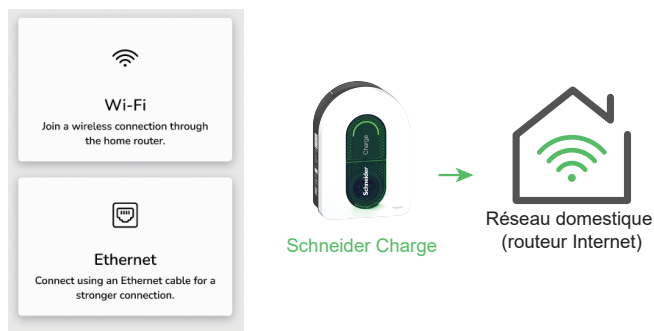 Wi-Fi
Join a wireless connection through
the home router.
Ethernet
Connect using an Ethernet cable for a
stronger connection.
Charge
Schneider
Schneider Charge
Réseau domestique
(routeur Internet)